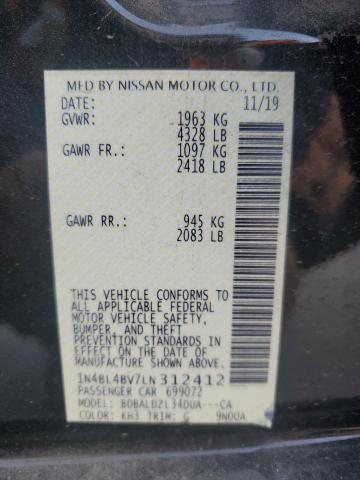 MFD BY NISSAN MOTOR CO., LTD.
DATE: 11/19
GVWR: 1963 KG
4328 LB
GAWR FR.: 1097 KG
2418 LB
GAWR RR.: 945 KG
2083 LB
THIS VEHICLE CONFORMS TO
ALL APPLICABLE FEDERAL
MOTOR VEHICLE SAFETY,
BUMPER, AND THEFT
PREVENTION STANDARDS
IN EFFECT ON THE DATE OF
MANUFACTURE SHOWN ABOVE.
1N4BL4BV7LN312412
PASSENGER CAR 699072
MODEL: BDBALDZL34DUA---CA
COLOR: KH3 TRIM: G 9N00A